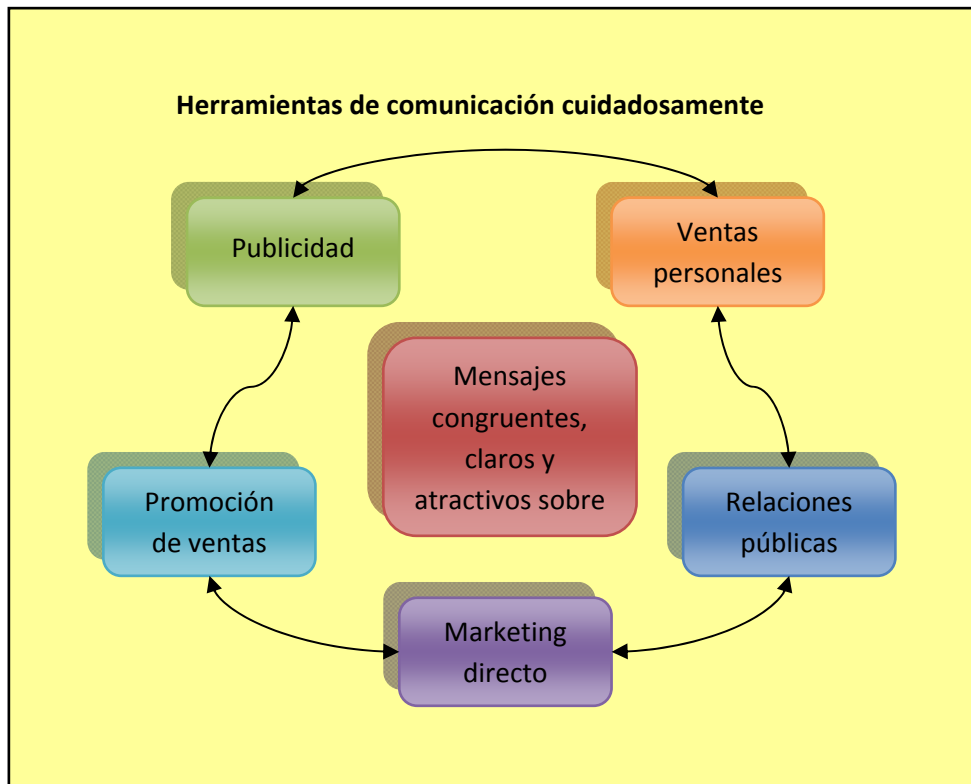 Herramientas de comunicación cuidadosamente
Publicidad
Ventas
personales
Mensajes
congruentes,
claros y
atractivos sobre
Promoción
de ventas
Relaciones
públicas
Marketing
directo